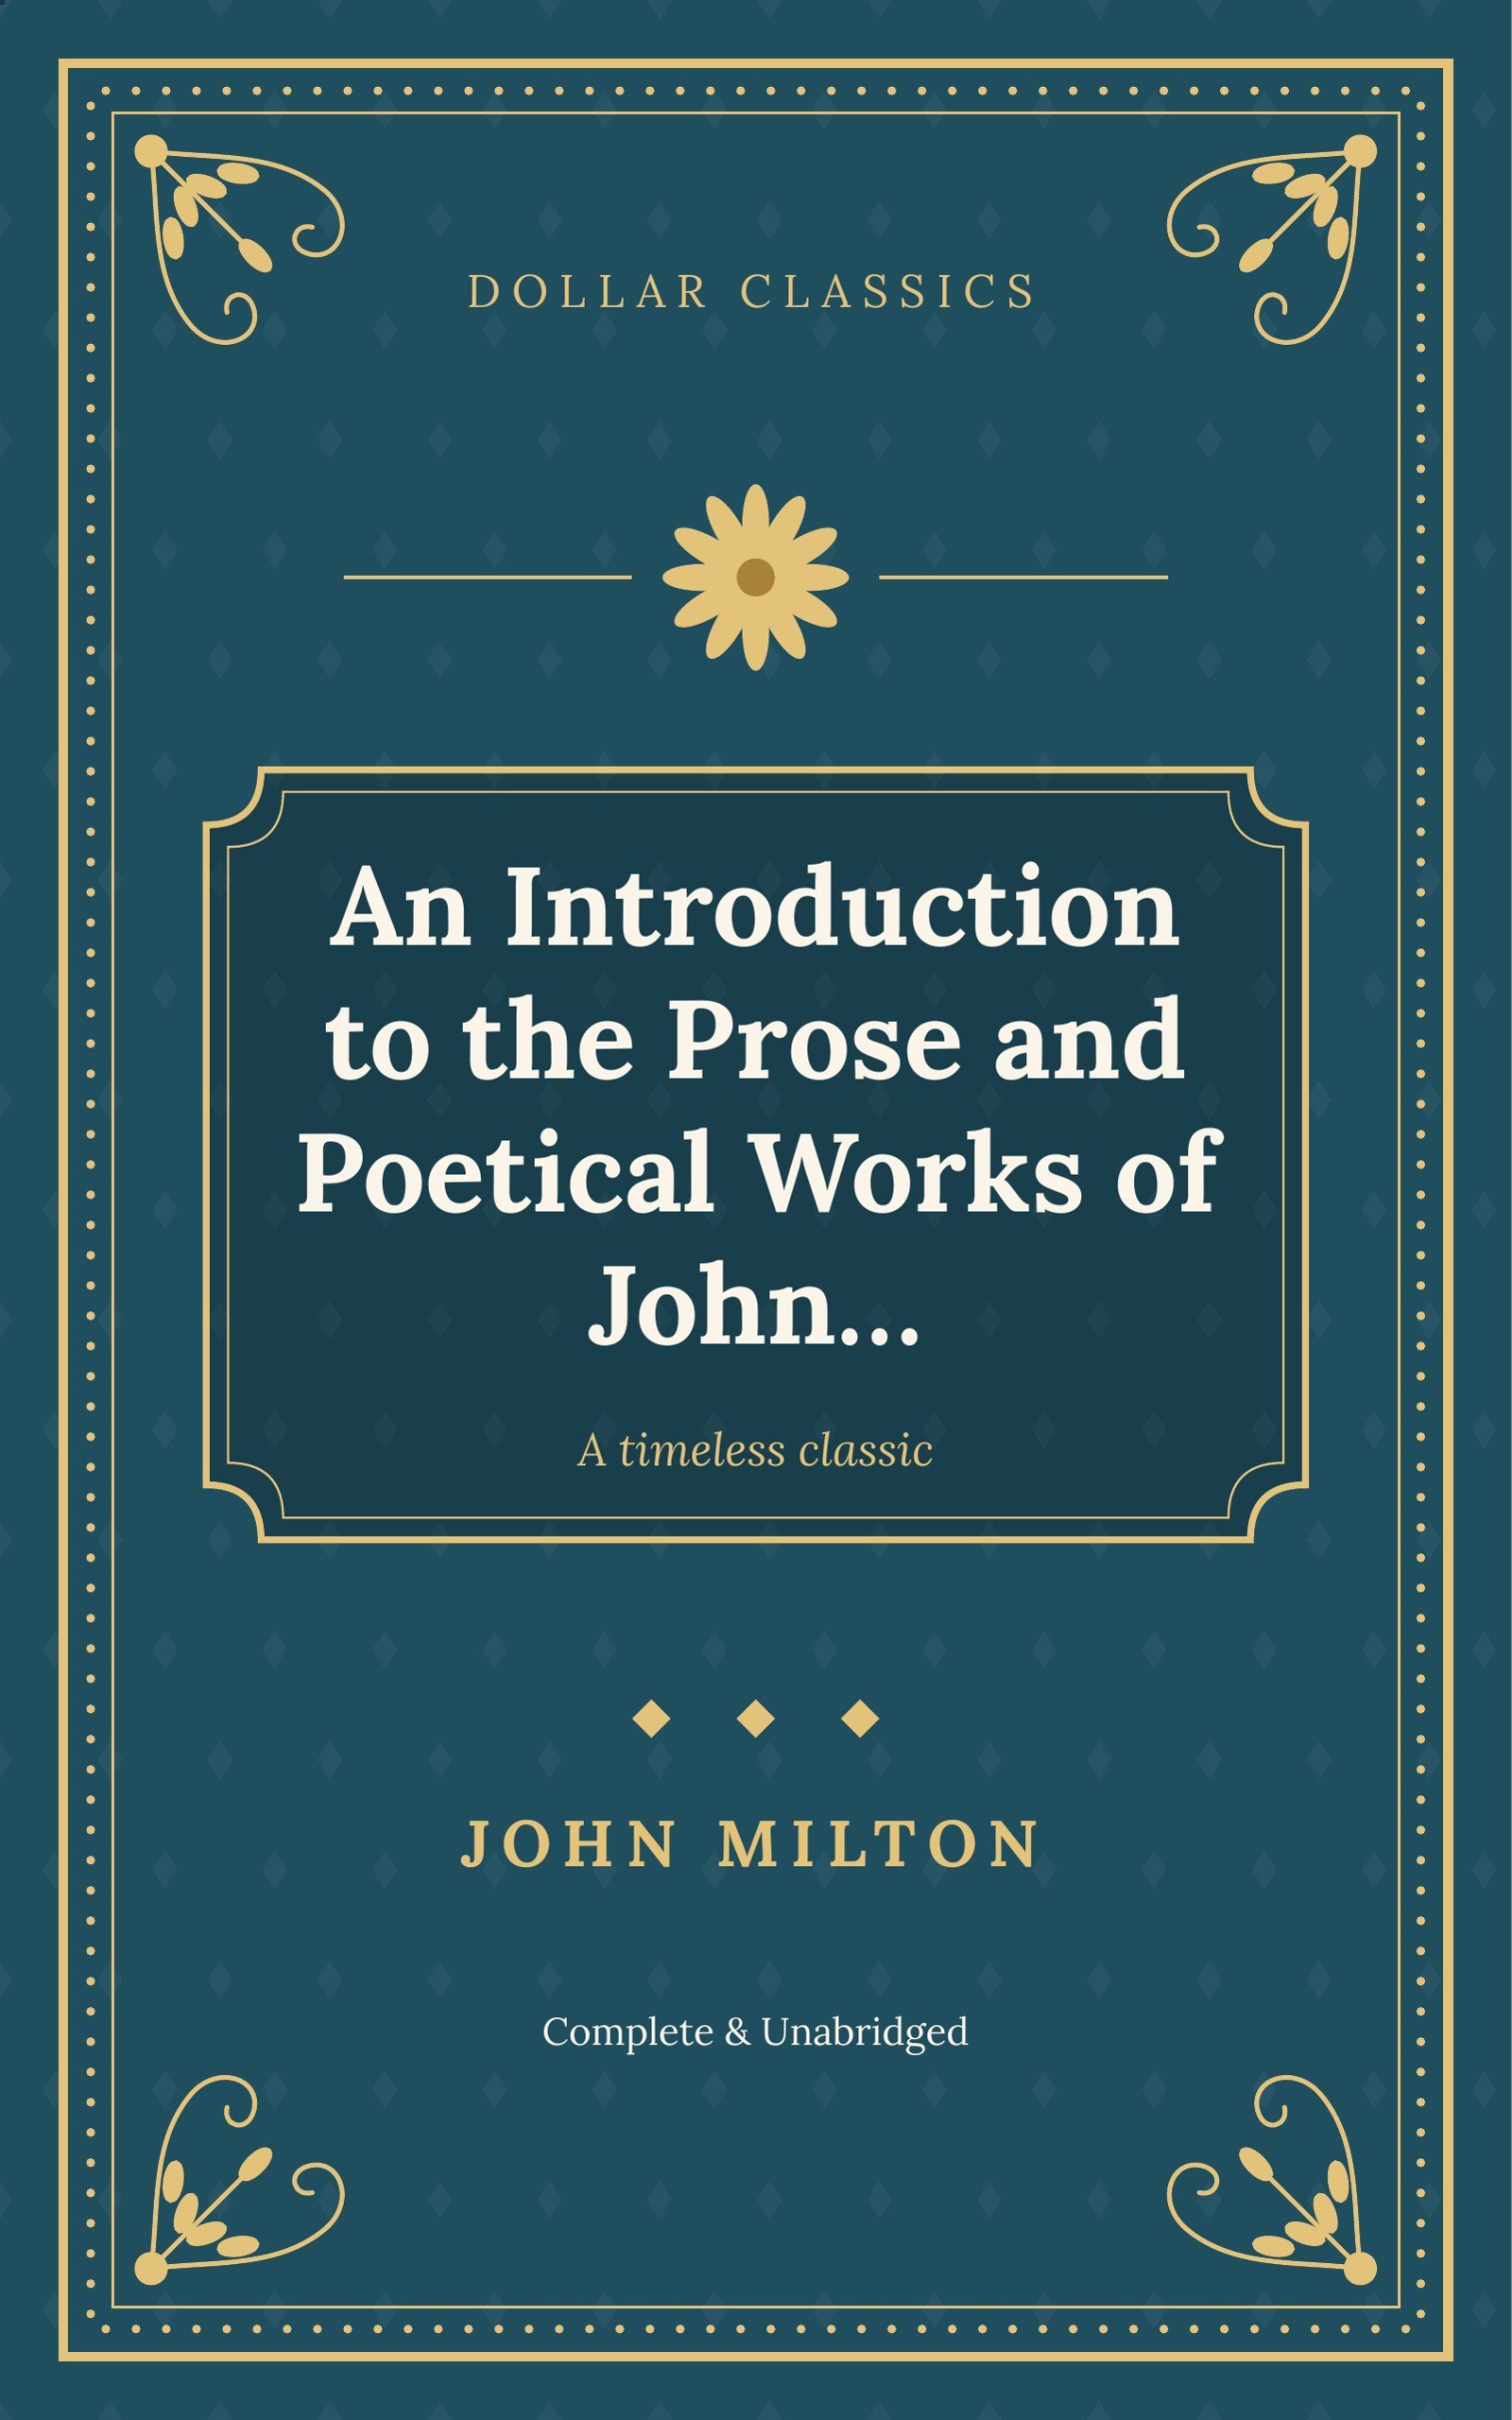 DOLLAR CLASSICS
An Introduction
to the Prose and
Poetical Works of
John...
A timeless classic
JOHN MILTON
Complete & Unabridged